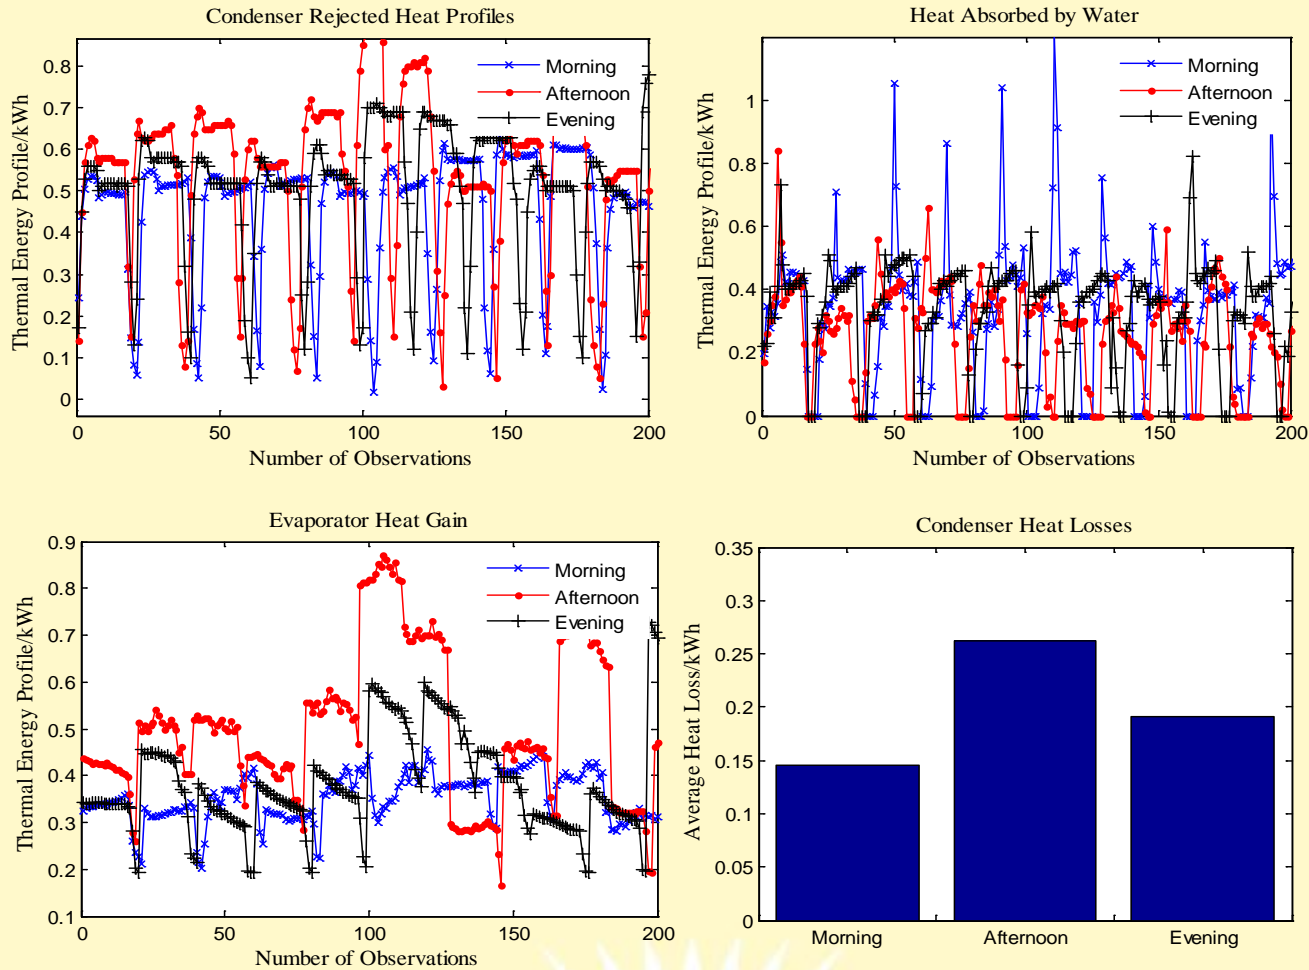 Condenser Rejected Heat Profiles
Thermal Energy Profile/kWh
0.8
0.7
0.6
0.5
0.4
0.3
0.2
0.1
0
Morning
Afternoon
Evening
0 50 100 150 200
Number of Observations
Heat Absorbed by Water
Thermal Energy Profile/kWh
1
0.8
0.6
0.4
0.2
0
Morning
Afternoon
Evening
0 50 100 150 200
Number of Observations
Evaporator Heat Gain
Thermal Energy Profile/kWh
0.9
0.8
0.7
0.6
0.5
0.4
0.3
0.2
0.1
Morning
Afternoon
Evening
0 50 100 150 200
Number of Observations
Condenser Heat Losses
Average Heat Loss/kWh
0.35
0.3
0.25
0.2
0.15
0.1
0.05
0
Morning Afternoon Evening